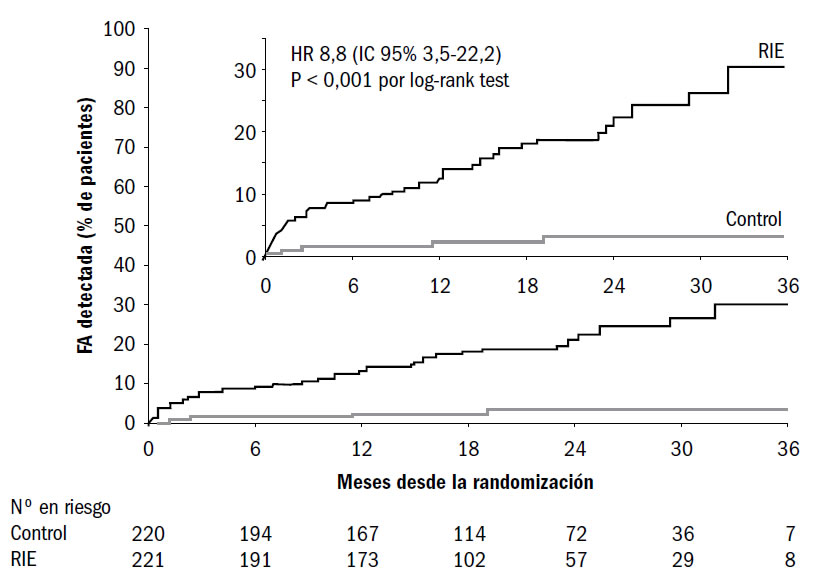 100
90
80
70
60
50
40
30
20
10
0
FA detectada (% de pacientes)
HR 8,8 (IC 95% 3,5-22,2)
P < 0,001 por log-rank test
RIE
Control
30
20
10
0
0 6 12 18 24 30 36
0 6 12 18 24 30 36
Meses desde la randomización
Nº en riesgo
Control 220 194 167 114 72 36 7
RIE 221 191 173 102 57 29 8